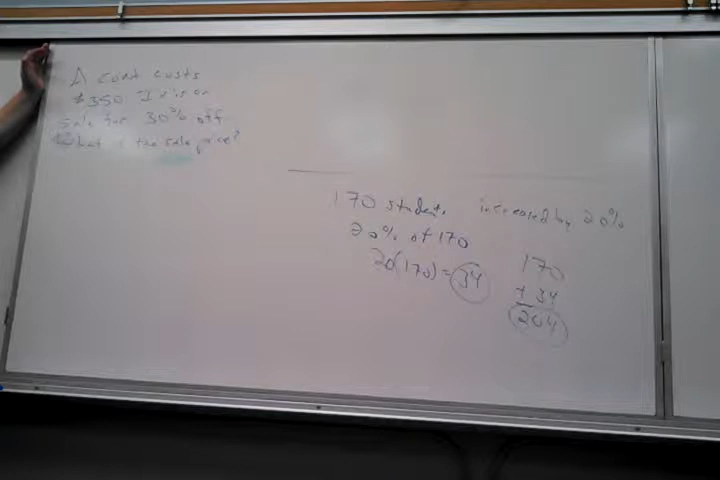 A coat costs
$350 It is on
sale for 30% off
What is the sale price?
170 students increased by 20%
20% of 170
20(170) = 34
170
+ 34
204